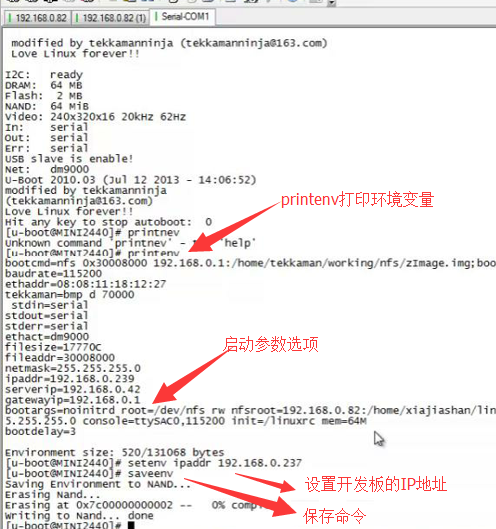 192.168.0.82
192.168.0.82 (1)
Serial-COM1
modified by tekkamanninja (tekkamanninja@163.com)
Love Linux forever!!
I2C: ready
DRAM: 64 MB
Flash: 2 MB
NAND: 64 MiB
Video: 240x320x16 20kHz 62Hz
In: serial
Out: serial
Err: serial
USB slave is enable!
Net: dm9000
U-Boot 2010.03 (Jul 12 2013 - 14:06:52)
modified by tekkamanninja
(tekkamanninja@163.com)
Love Linux forever!!
Hit any key to stop autoboot: 0
[u-boot@MINI2440]# printnev
printenv打印环境变量
Unknown command 'printnev' - 'help'
[u-boot@MINI2440]# printenv
bootcmd=nfs 0x30008000 192.168.0.1:/home/tekkaman/working/nfs/zImage.img;boo
baudrate=115200
ethaddr=08:08:11:18:12:27
tekkaman=bmp d 70000
stdin=serial
stdout=serial
stderr=serial
ethact=dm9000
filesize=17770C
启动参数选项
fileaddr=30008000
netmask=255.255.255.0
ipaddr=192.168.0.239
serverip=192.168.0.42
gatewayip=192.168.0.1
bootargs=noinitrd root=/dev/nfs rw nfsroot=192.168.0.82:/home/xiajiashan/lin
5.255.255.0 console=ttySAC0,115200 init=/linuxrc mem=64M
bootdelay=3
Environment size: 520/131068 bytes
[u-boot@MINI2440]# setenv ipaddr 192.168.0.237
[u-boot@MINI2440]# saveenv
Saving Environment to NAND...
设置开发板的IP地址
Erasing Nand...
Erasing at 0x7c00000000002 -- 0% comp
Writing to Nand... done
保存命令
[u-boot@MINI2440]#